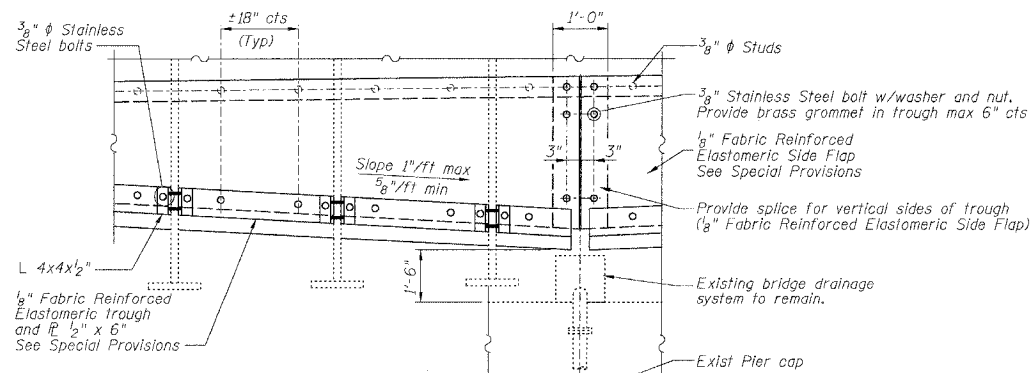 3/8" ϕ Stainless
Steel bolts
±18" cts
(Typ)
1'-0"
3/8" ϕ Studs
3/8" Stainless Steel bolt w/washer and nut.
Provide brass grommet in trough max 6" cts
3"
3"
1/8" Fabric Reinforced
Elastomeric Side Flap
See Special Provisions
Slope 1"/ft max
5/8"/ft min
Provide splice for vertical sides of trough
(1/8" Fabric Reinforced Elastomeric Side Flap)
L 4x4x1/2"
1'-6"
Existing bridge drainage
system to remain.
1/8" Fabric Reinforced
Elastomeric trough
and ℄ 1/2" x 6"
See Special Provisions
Exist Pier cap